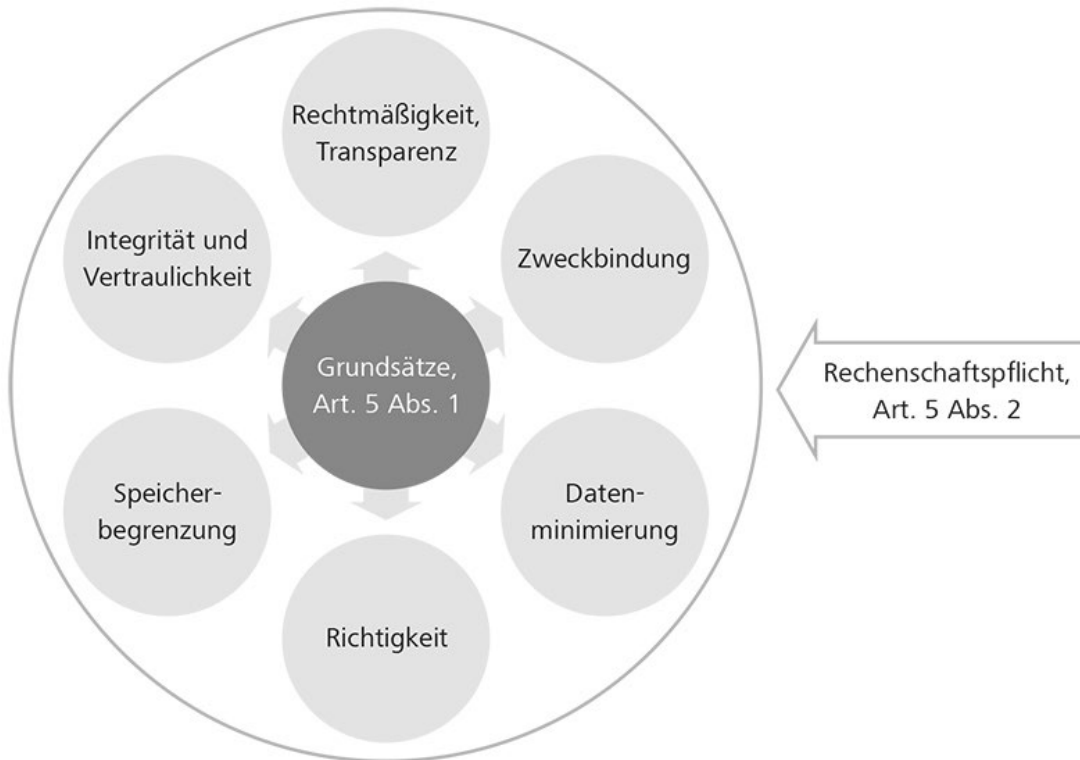 Rechtmäßigkeit,
Transparenz
Integrität und
Vertraulichkeit
Zweckbindung
Grundsätze,
Art. 5 Abs. 1
Rechenschaftspflicht,
Art. 5 Abs. 2
Speicher-
begrenzung
Daten-
minimierung
Richtigkeit